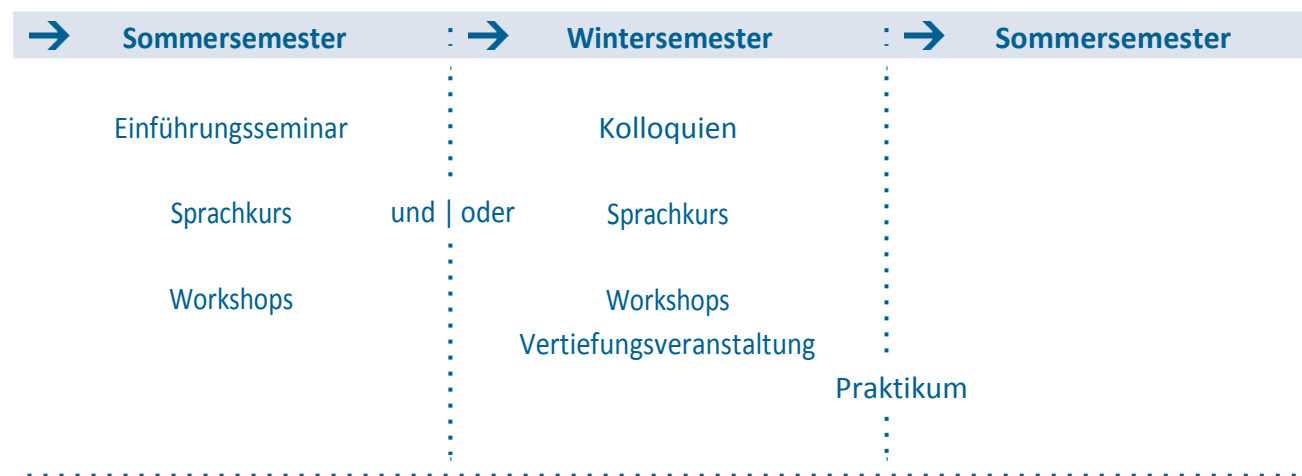 → Sommersemester → Wintersemester → Sommersemester
Einführungsseminar Kolloquien
Sprachkurs und | oder Sprachkurs
Workshops Workshops
Vertiefungsveranstaltung
Praktikum